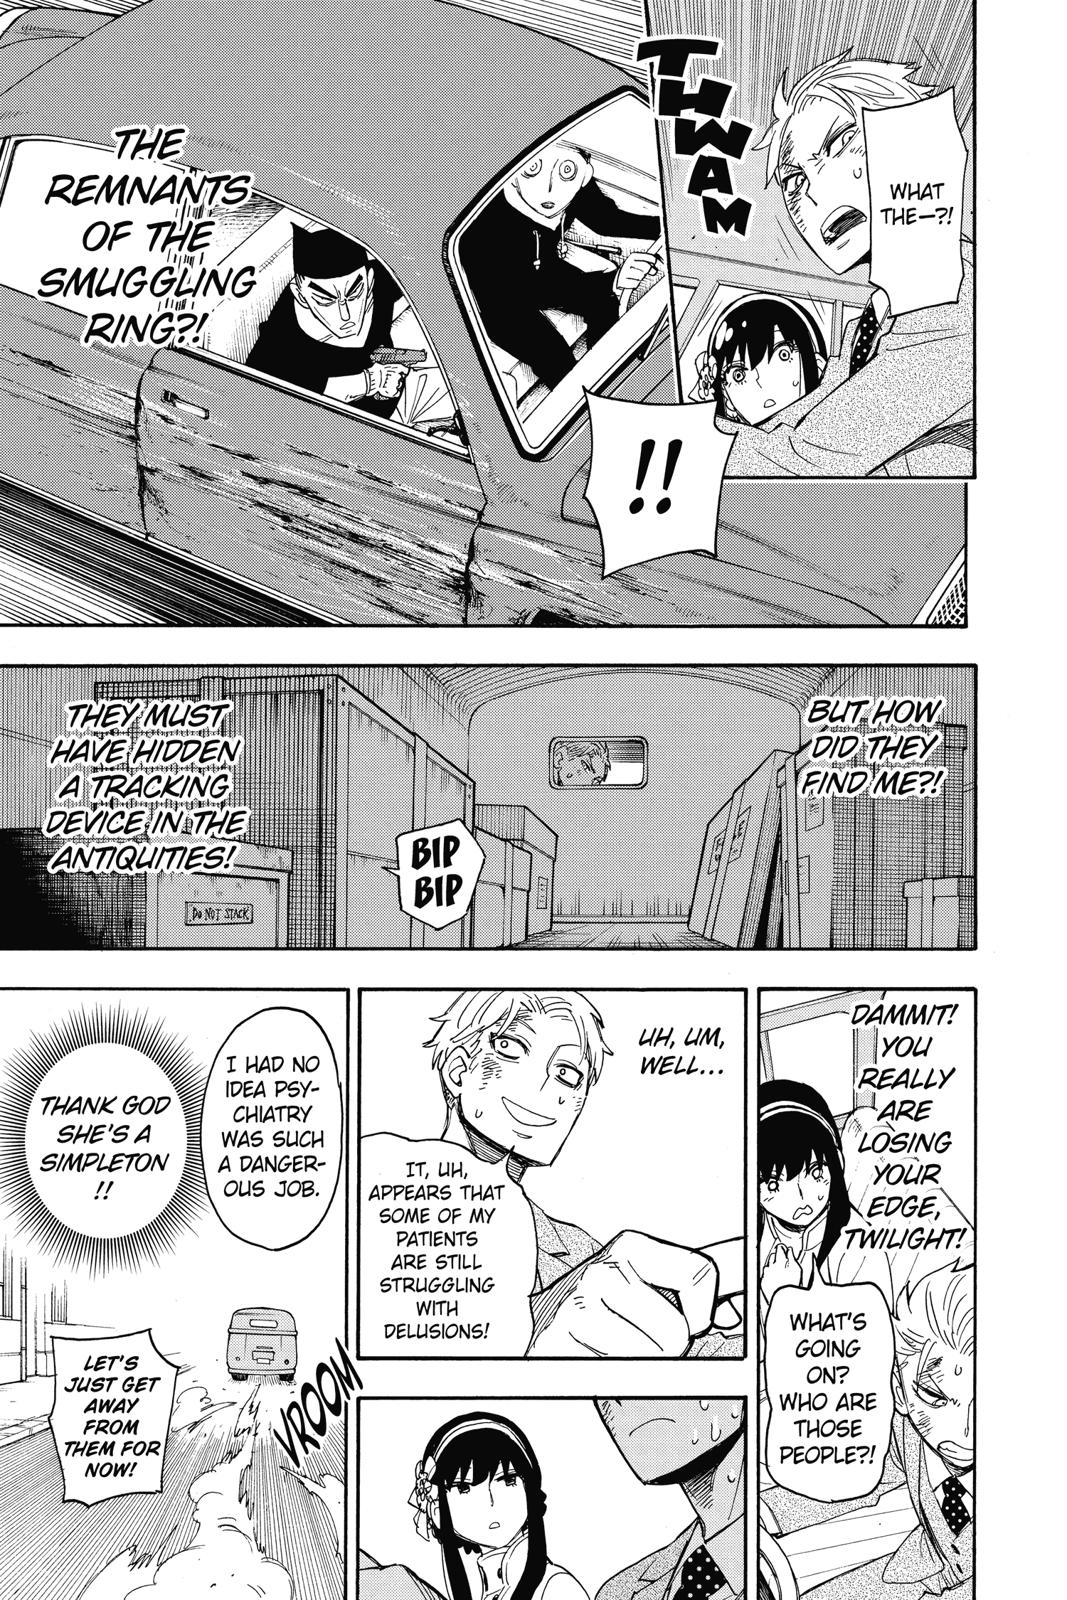 THWAM
WHAT
THE—?!
!!
THE
REMNANTS
OF THE
SMUGGLING
RING?!
BUT HOW
DID THEY
FIND ME?!
BIP
BIP
THEY MUST
HAVE HIDDEN
A TRACKING
DEVICE IN THE
ANTIQUITIES!
DO NOT STACK
DAMMIT!
YOU
REALLY
ARE
LOSING
YOUR
EDGE,
TWILIGHT!
WHAT'S
GOING
ON?
WHO ARE
THOSE
PEOPLE?!
UH, UM,
WELL...
IT, UH,
APPEARS THAT
SOME OF MY
PATIENTS
ARE STILL
STRUGGLING
WITH
DELUSIONS!
I HAD NO
IDEA PSY-
CHIATRY
WAS SUCH
A DANGER-
OUS JOB.
THANK GOD
SHE'S A
SIMPLETON
!!
VROOM
LET'S
JUST GET
AWAY
FROM
THEM FOR
NOW!